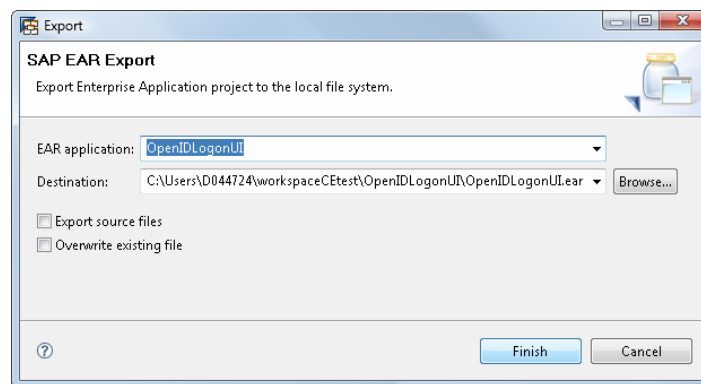 Export
SAP EAR Export
Export Enterprise Application project to the local file system.
EAR application: OpenIDLogonUI
Destination: C:\Users\D044724\workspaceCEtest\OpenIDLogonUI\OpenIDLogonUI.ear Browse...
Export source files
Overwrite existing file
? Finish Cancel